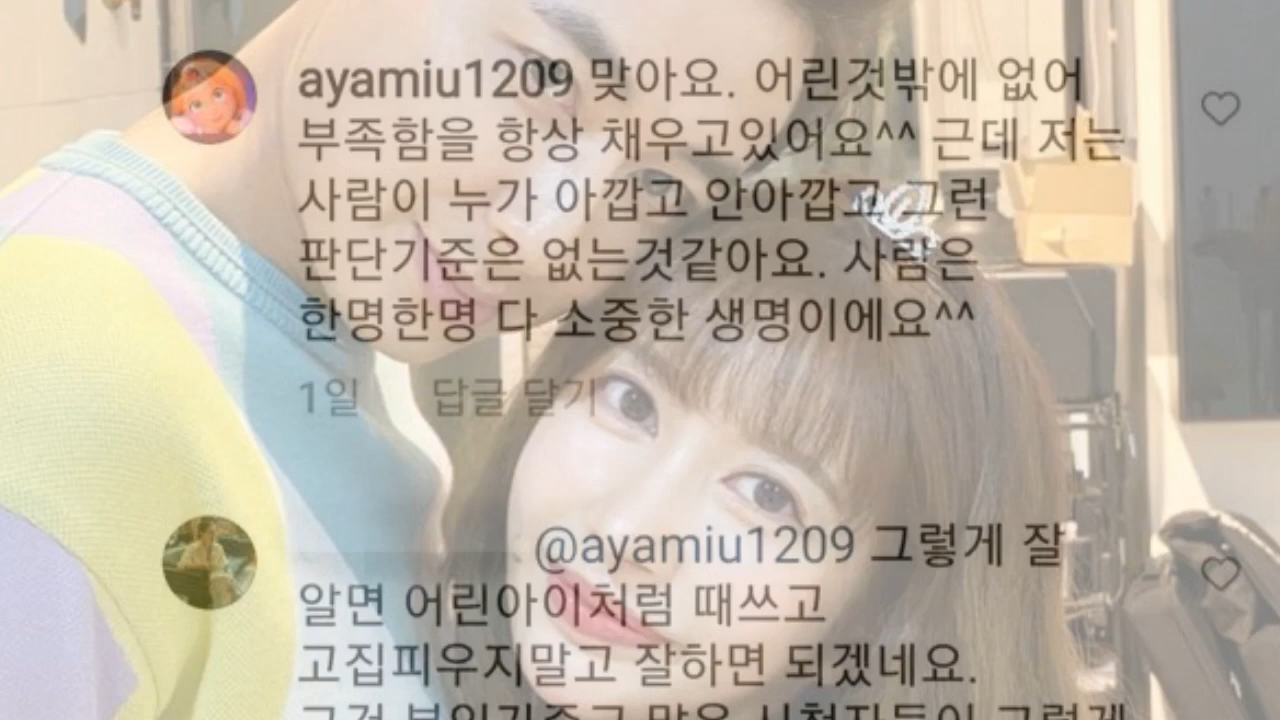 ayamiu1209 맞아요. 어린것밖에 없어
부족함을 항상 채우고있어요^^ 근데 저는
사람이 누가 아깝고 안아깝고 그런
판단기준은 없는것같아요. 사람은
한명한명 다 소중한 생명이에요^^
1일 답글 달기
@ayamiu1209 그렇게 잘
알면 어린아이처럼 때쓰고
고집피우지말고 잘하면 되겠네요.